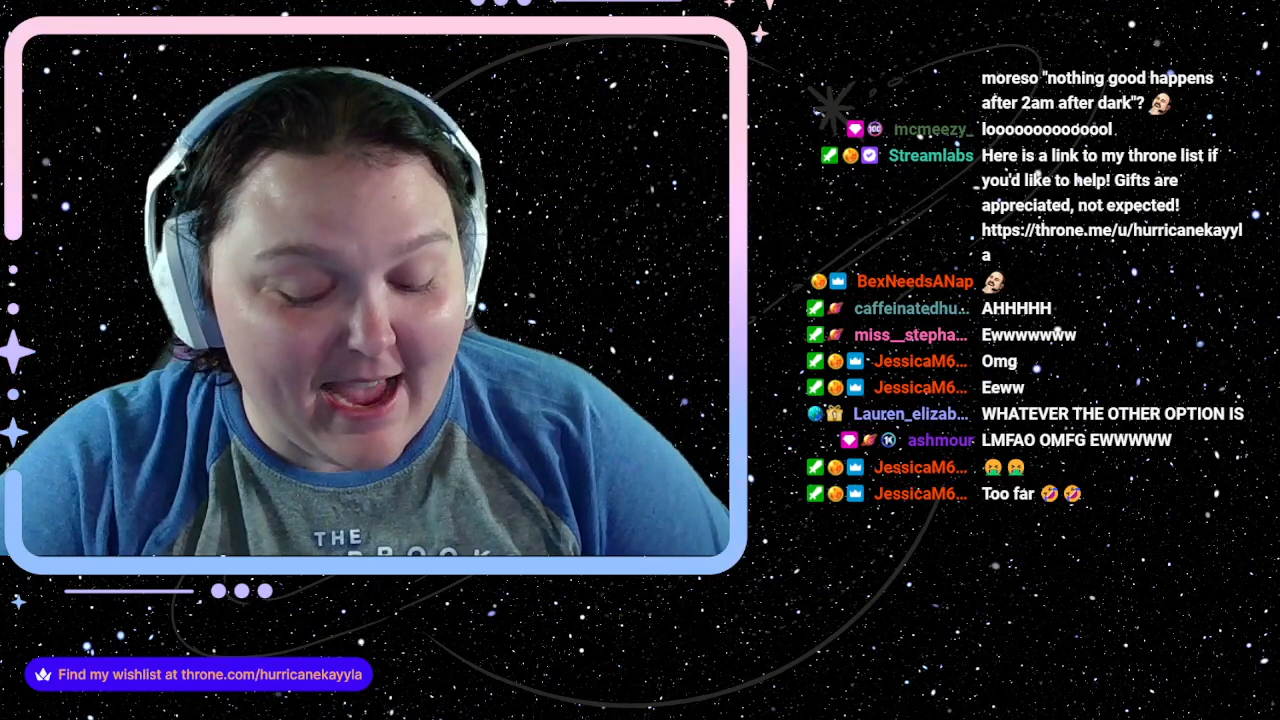 moreso "nothing good happens
after 2am after dark"?
mcmeezy_ looooooooooooool
Streamlabs Here is a link to my throne list if
you'd like to help! Gifts are
appreciated, not expected!
https://throne.me/u/hurricanekayyl
a
BexNeedsANap
caffeinatedhu... AHHHHH
miss__stepha... Ewwwwwww
JessicaM6... Omg
JessicaM6... Eeww
Lauren_elizab... WHATEVER THE OTHER OPTION IS
ashmour LMFAO OMFG EWWWWW
JessicaM6... 🤮 🤮
JessicaM6... Too far 🤣 🤣
THE
Find my wishlist at throne.com/hurricanekayyla